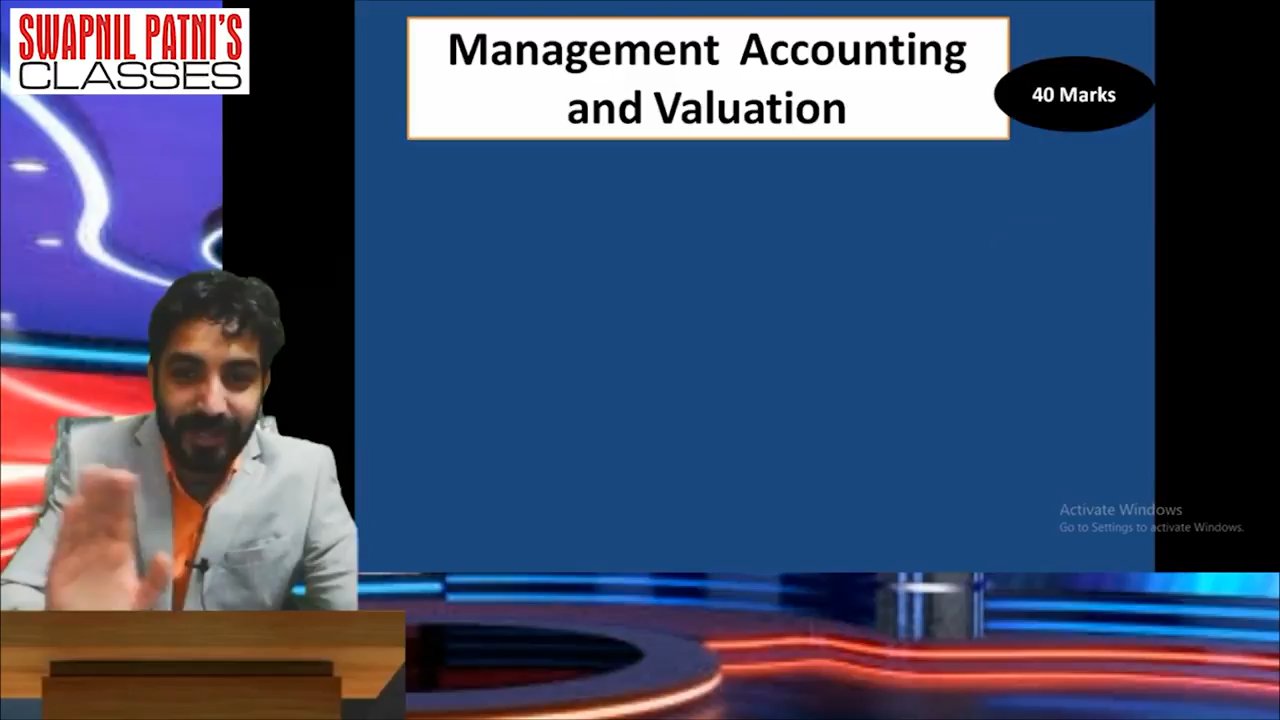 SWAPNIL PATNI'S
CLASSES
Management Accounting
and Valuation
40 Marks
Activate Windows
Go to Settings to activate Windows.